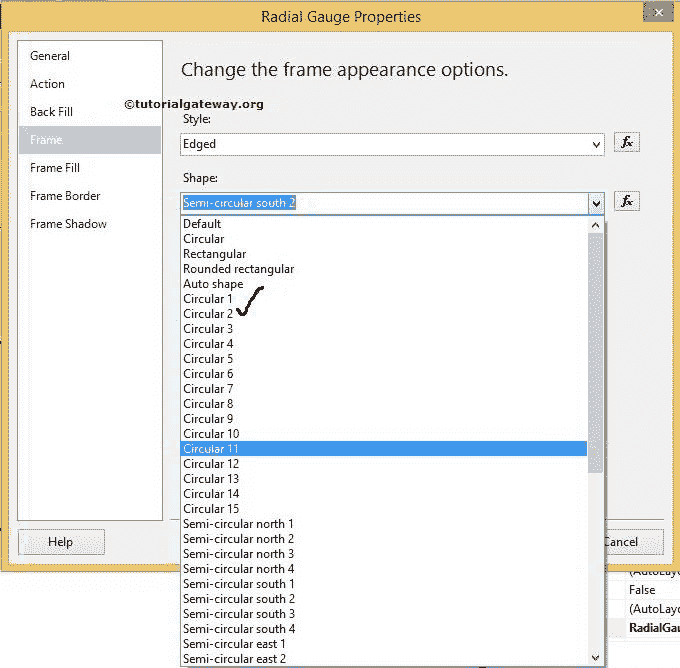 Radial Gauge Properties
General
Action
Back Fill
Frame
Frame Fill
Frame Border
Frame Shadow
Change the frame appearance options.
©tutorialgateway.org
Style:
Edged
fx
Shape:
Semi-circular south 2
fx
Default
Circular
Rectangular
Rounded rectangular
Auto shape
Circular 1
Circular 2
Circular 3
Circular 4
Circular 5
Circular 6
Circular 7
Circular 8
Circular 9
Circular 10
Circular 11
Circular 12
Circular 13
Circular 14
Circular 15
Semi-circular north 1
Semi-circular north 2
Semi-circular north 3
Semi-circular north 4
Semi-circular south 1
Semi-circular south 2
Semi-circular south 3
Semi-circular south 4
Semi-circular east 1
Semi-circular east 2
Help
Cancel
(AutoLayo
False
(AutoLayo
RadialGau